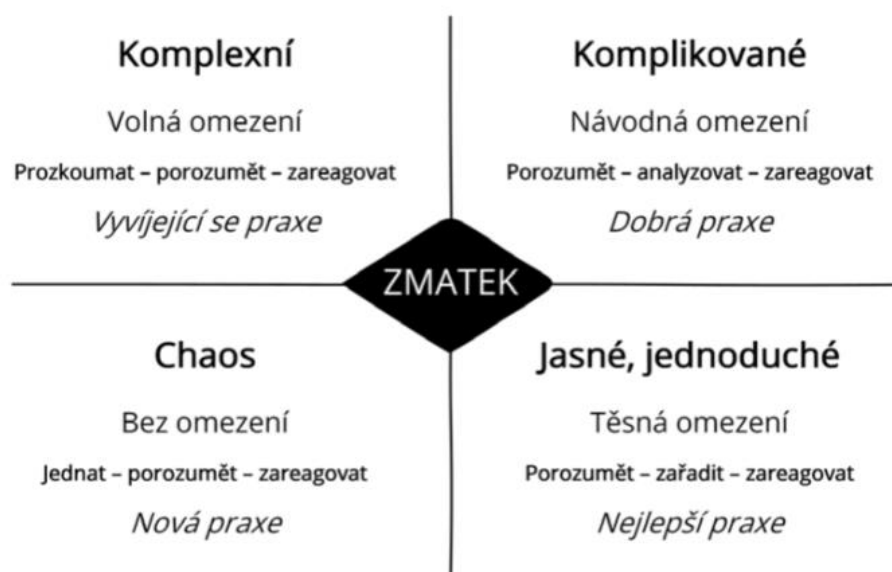 Komplexní
Volná omezení
Prozkoumat – porozumět – zareagovat
Vyvíjející se praxe
Komplikované
Návodná omezení
Porozumět – analyzovat – zareagovat
Dobrá praxe
ZMATEK
Chaos
Bez omezení
Jednat – porozumět – zareagovat
Nová praxe
Jasné, jednoduché
Těsná omezení
Porozumět – zařadit – zareagovat
Nejlepší praxe